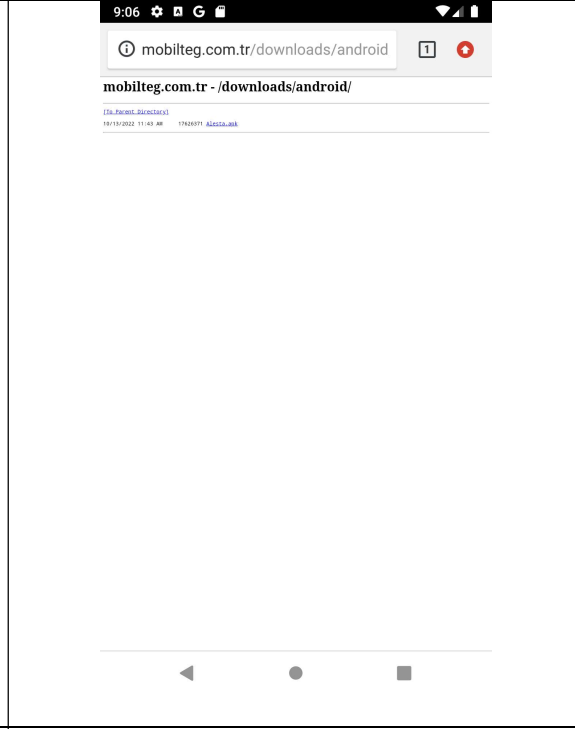 9:06
mobilteg.com.tr/downloads/android
1
mobilteg.com.tr - /downloads/android/
[To Parent Directory]
10/13/2022 11:43 AM 17626371 Alesta.apk